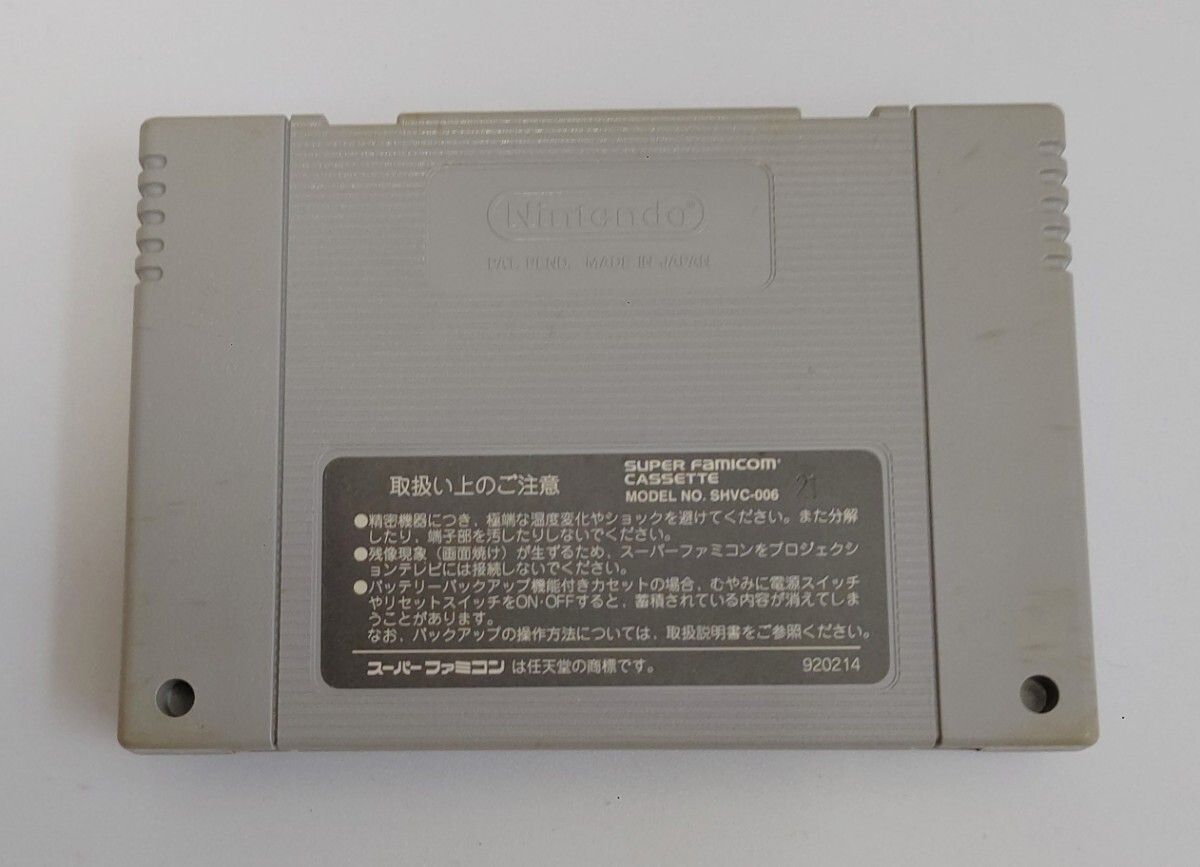 Nintendo®
PAT. PEND. MADE IN JAPAN
取扱い上のご注意
SUPER FAMICOM
CASSETTE
MODEL NO. SHVC-006
21
●精密機器につき、極端な温度変化やショックを避けてください。また分解
したり、端子部を汚したりしないでください。
●残像現象(画面焼け)が生ずるため、スーパーファミコンをプロジェクシ
ョンテレビには接続しないでください。
●バッテリーバックアップ機能付きカセットの場合、むやみに電源スイッチ
やリセットスイッチをON·OFFすると、蓄積されている内容が消えてしま
うことがあります。
なお、バックアップの操作方法については、取扱説明書をご参照ください。
スーパーファミコンは任天堂の商標です。
920214